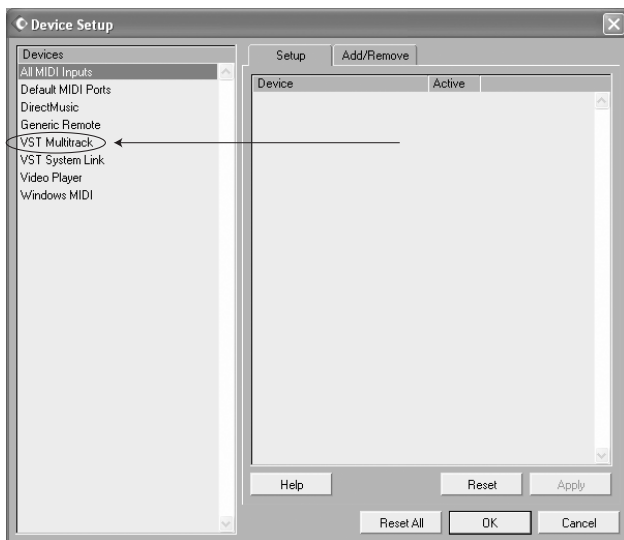 Device Setup
Devices
All MIDI Inputs
Default MIDI Ports
DirectMusic
Generic Remote
VST Multitrack
VST System Link
Video Player
Windows MIDI
Setup Add/Remove
Device Active
Help Reset Apply
Reset All OK Cancel